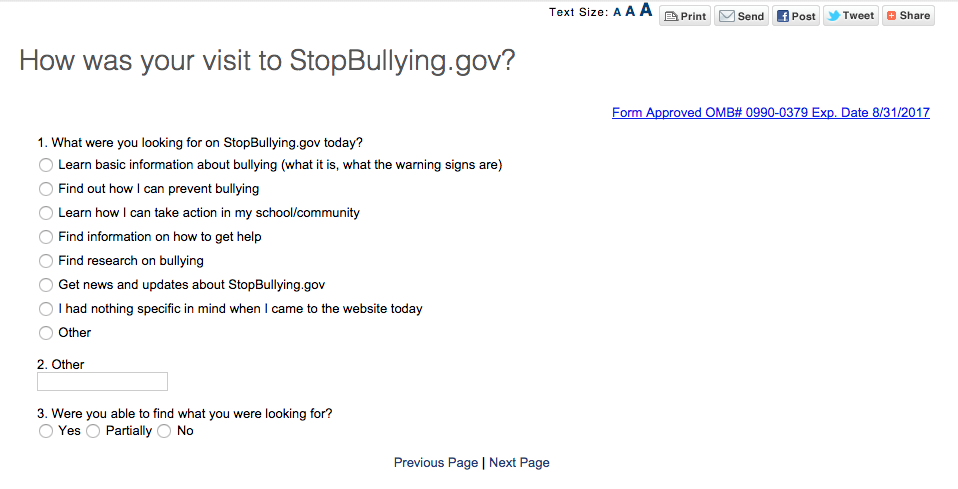 Text Size: A A A Print Send Post Tweet Share
How was your visit to StopBullying.gov?
Form Approved OMB# 0990-0379 Exp. Date 8/31/2017
1. What were you looking for on StopBullying.gov today?
Learn basic information about bullying (what it is, what the warning signs are)
Find out how I can prevent bullying
Learn how I can take action in my school/community
Find information on how to get help
Find research on bullying
Get news and updates about StopBullying.gov
I had nothing specific in mind when I came to the website today
Other
2. Other
3. Were you able to find what you were looking for?
Yes Partially No
Previous Page | Next Page